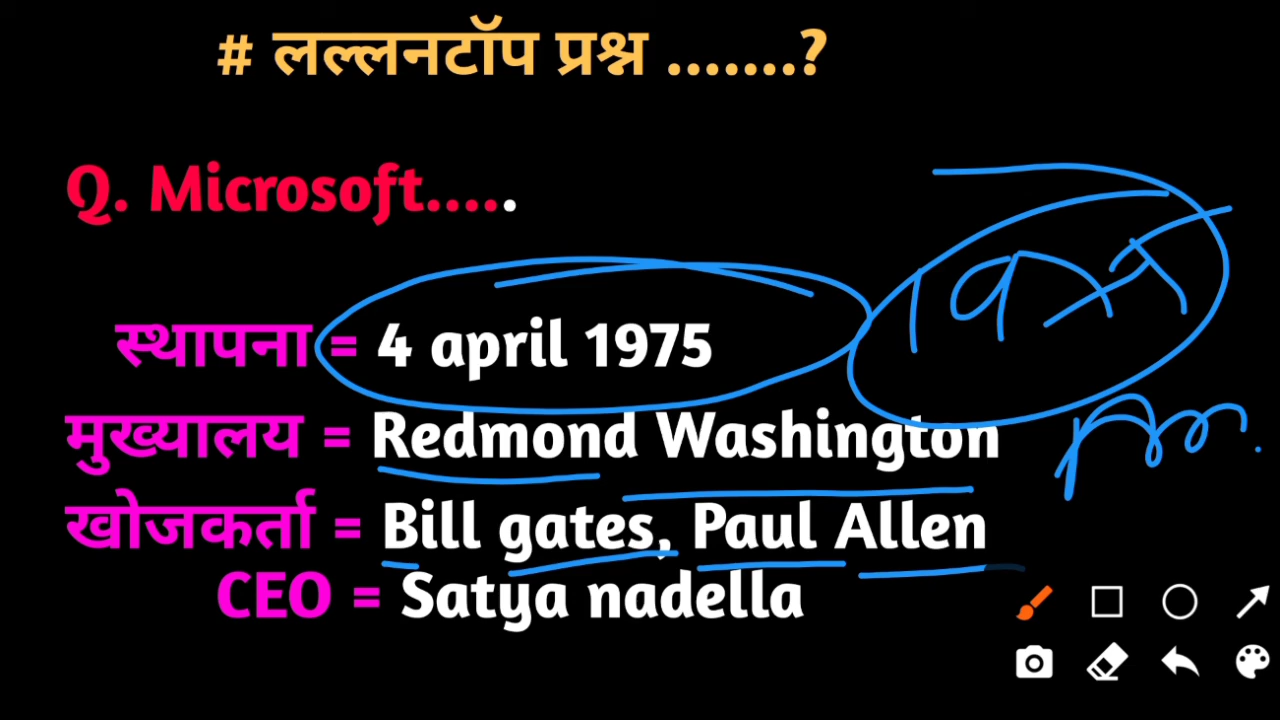 # लल्लनटॉप प्रश्न .......?
Q. Microsoft......
स्थापना = 4 april 1975
मुख्यालय = Redmond Washington
खोजकर्ता = Bill gates, Paul Allen
CEO = Satya nadella